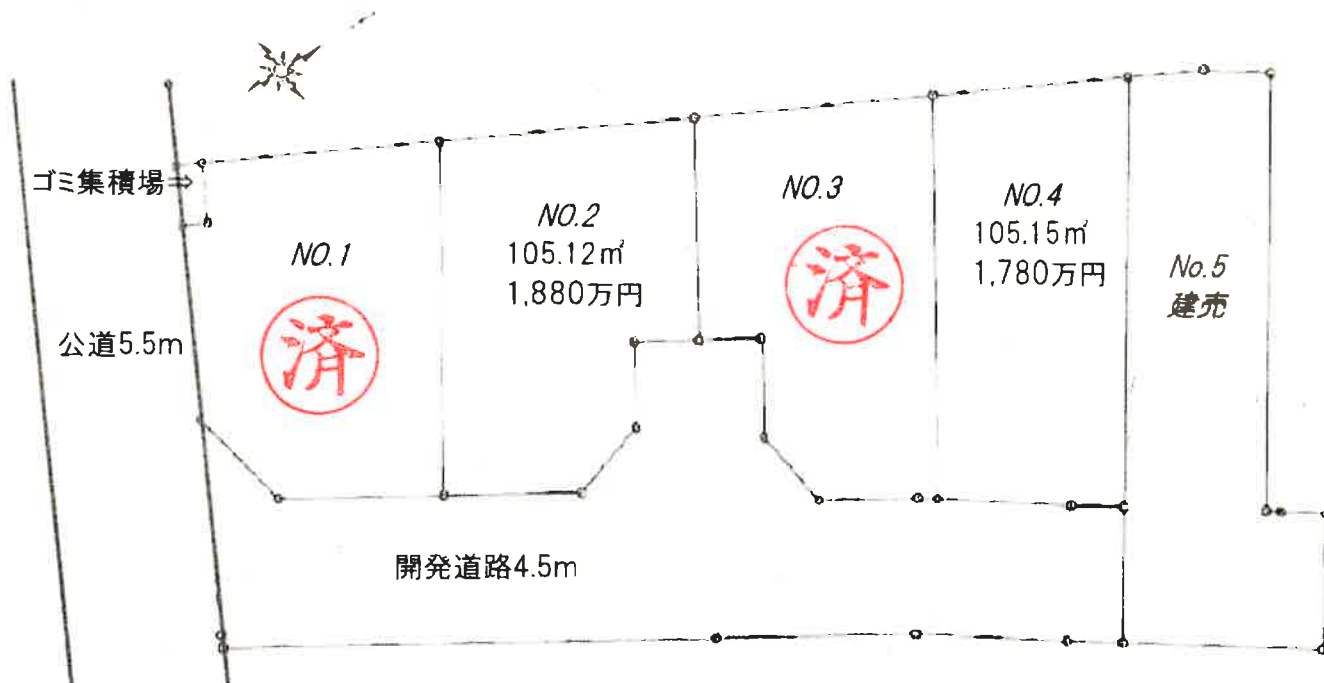 ゴミ集積場⇒
公道5.5m
NO.1
済
NO.2
105.12㎡
1,880万円
NO.3
済
NO.4
105.15㎡
1,780万円
No.5
建売
開発道路4.5m